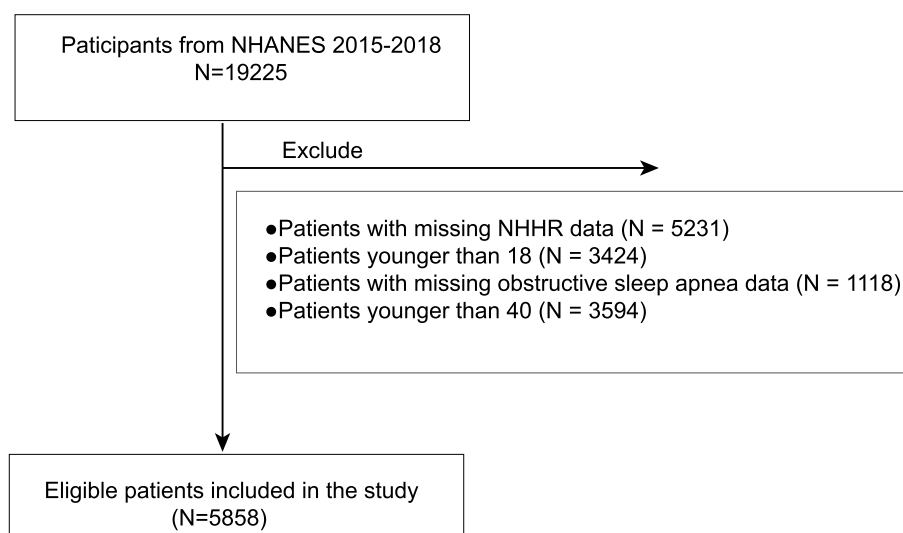 Paticipants from NHANES 2015-2018
N=19225
Exclude
●Patients with missing NHHR data (N = 5231)
●Patients younger than 18 (N = 3424)
●Patients with missing obstructive sleep apnea data (N = 1118)
●Patients younger than 40 (N = 3594)
Eligible patients included in the study
(N=5858)